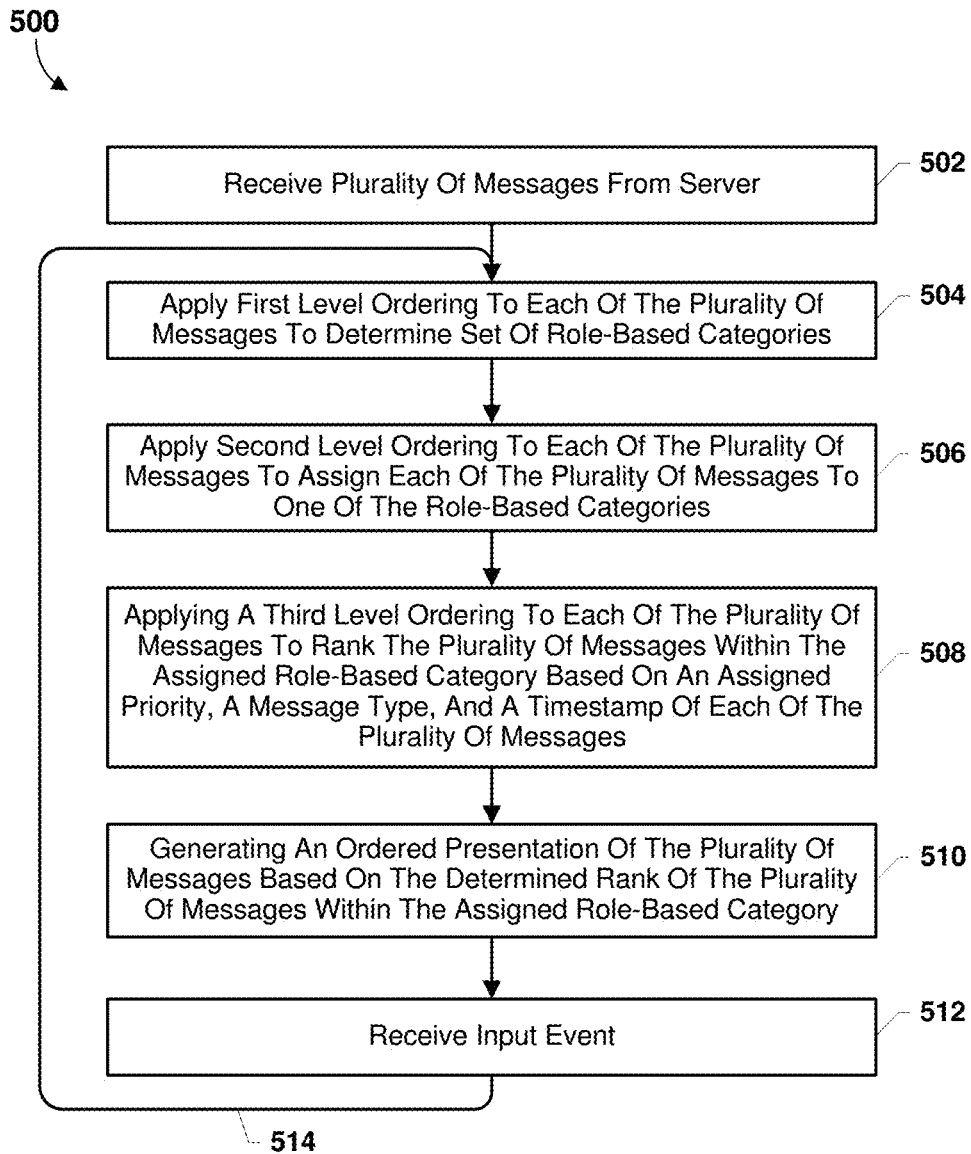 500
Receive Plurality Of Messages From Server
502
Apply First Level Ordering To Each Of The Plurality Of
Messages To Determine Set Of Role-Based Categories
504
Apply Second Level Ordering To Each Of The Plurality Of
Messages To Assign Each Of The Plurality Of Messages To
One Of The Role-Based Categories
506
Applying A Third Level Ordering To Each Of The Plurality Of
Messages To Rank The Plurality Of Messages Within The
Assigned Role-Based Category Based On An Assigned
Priority, A Message Type, And A Timestamp Of Each Of The
Plurality Of Messages
508
Generating An Ordered Presentation Of The Plurality Of
Messages Based On The Determined Rank Of The Plurality
Of Messages Within The Assigned Role-Based Category
510
Receive Input Event
512
514